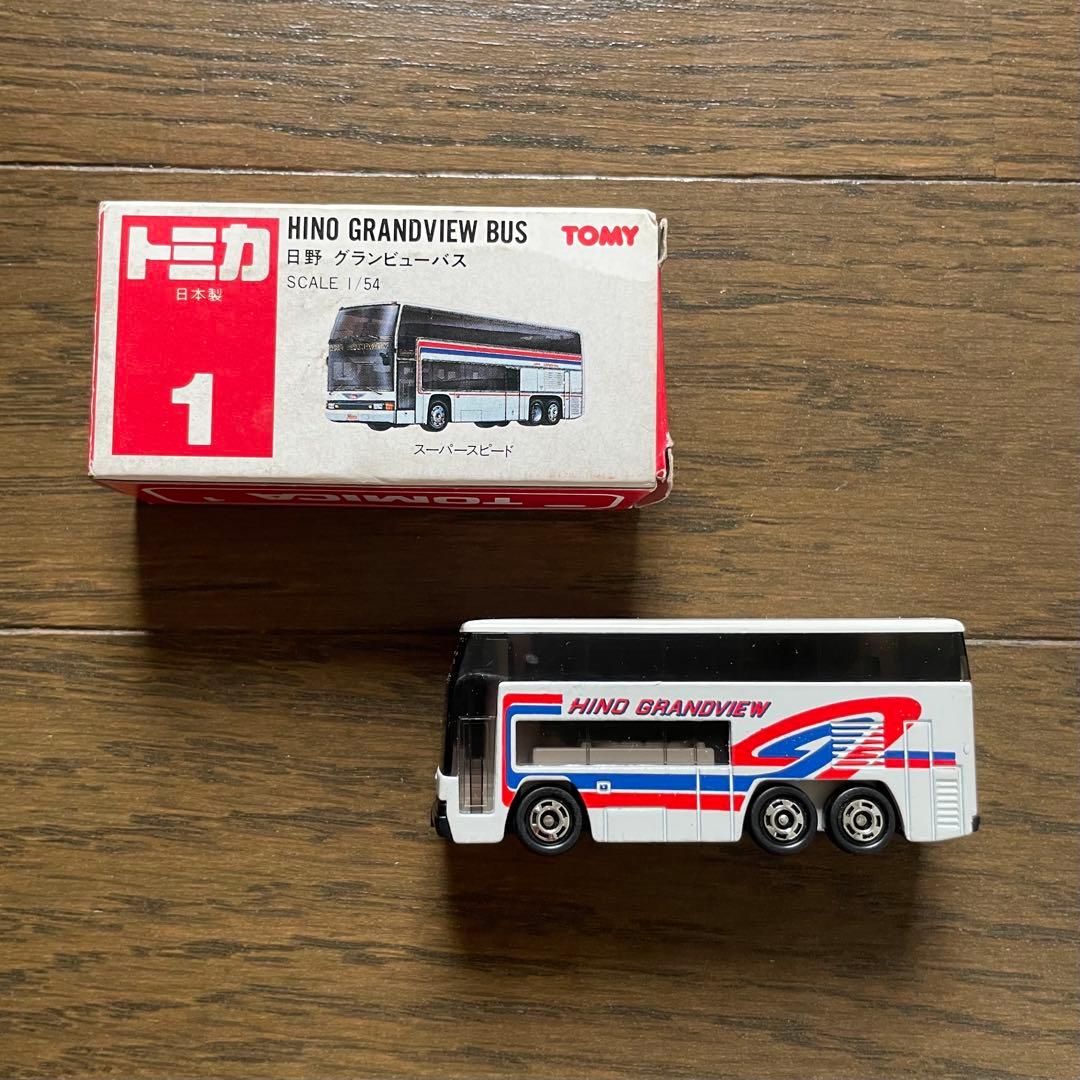 トミカ
日本製
1
HINO GRANDVIEW BUS
TOMY
日野 グランビューバス
SCALE 1/54
スーパースピード
TOMICA 1
HINO GRANDVIEW